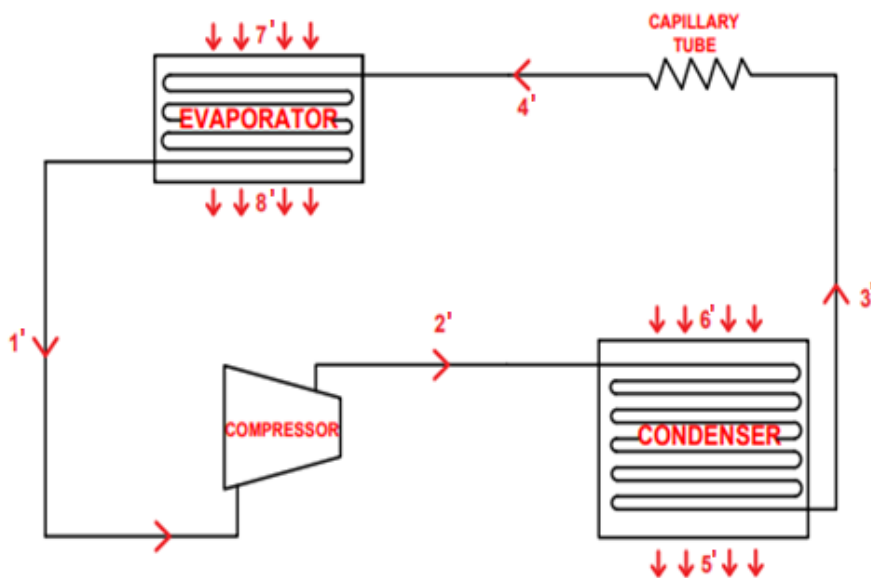 CAPILLARY
TUBE
7'
EVAPORATOR
4'
8'
3'
6'
2'
1'
COMPRESSOR
CONDENSER
5'